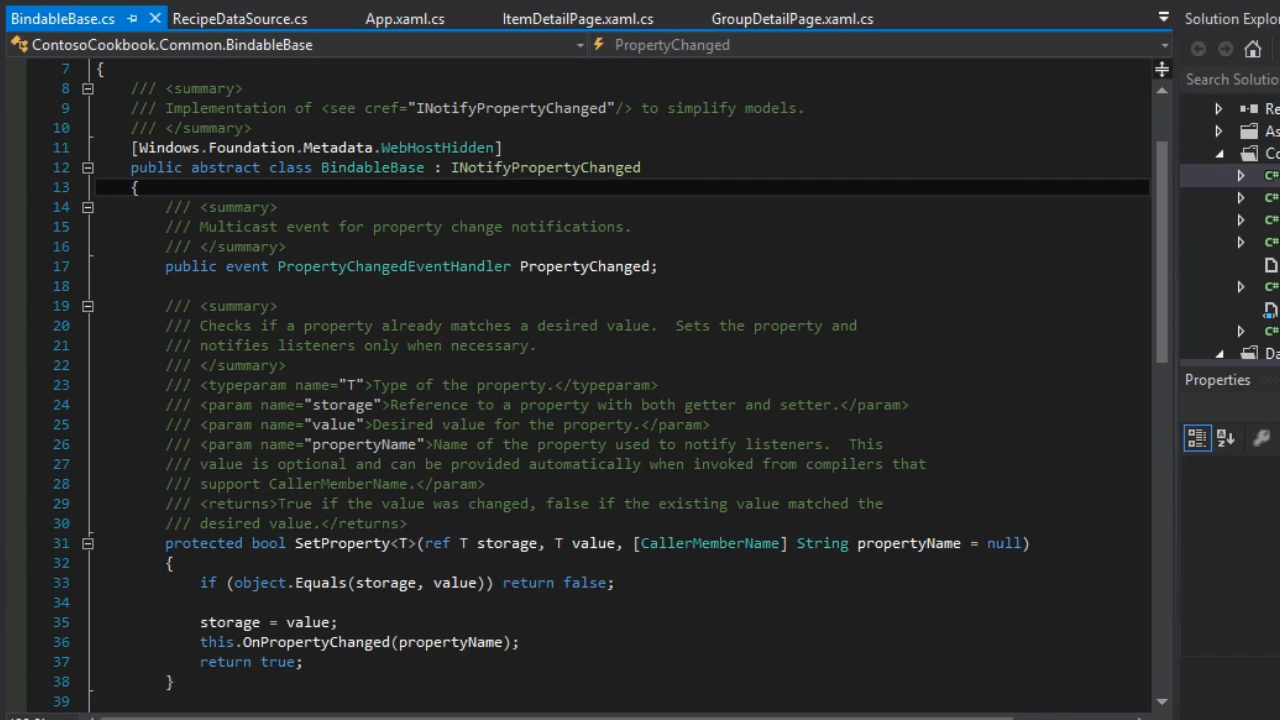 BindableBase.cs RecipeDataSource.cs App.xaml.cs ItemDetailPage.xaml.cs GroupDetailPage.xaml.cs Solution Explo
ContosoCookbook.Common.BindableBase PropertyChanged
Search Solutio
7 {
8 /// <summary>
9 /// Implementation of <see cref="INotifyPropertyChanged"/> to simplify models.
10 /// </summary>
11 [Windows.Foundation.Metadata.WebHostHidden]
12 public abstract class BindableBase : INotifyPropertyChanged
13 {
14 /// <summary>
15 /// Multicast event for property change notifications.
16 /// </summary>
17 public event PropertyChangedEventHandler PropertyChanged;
18
19 /// <summary>
20 /// Checks if a property already matches a desired value.  Sets the property and
21 /// notifies listeners only when necessary.
22 /// </summary>
23 /// <typeparam name="T">Type of the property.</typeparam>
24 /// <param name="storage">Reference to a property with both getter and setter.</param>
25 /// <param name="value">Desired value for the property.</param>
26 /// <param name="propertyName">Name of the property used to notify listeners.  This
27 /// value is optional and can be provided automatically when invoked from compilers that
28 /// support CallerMemberName.</param>
29 /// <returns>True if the value was changed, false if the existing value matched the
30 /// desired value.</returns>
31 protected bool SetProperty<T>(ref T storage, T value, [CallerMemberName] String propertyName = null)
32 {
33 if (object.Equals(storage, value)) return false;
34
35 storage = value;
36 this.OnPropertyChanged(propertyName);
37 return true;
38 }
39
Re
As
Co
C#
C#
C#
C#
C#
C#
Da
Properties